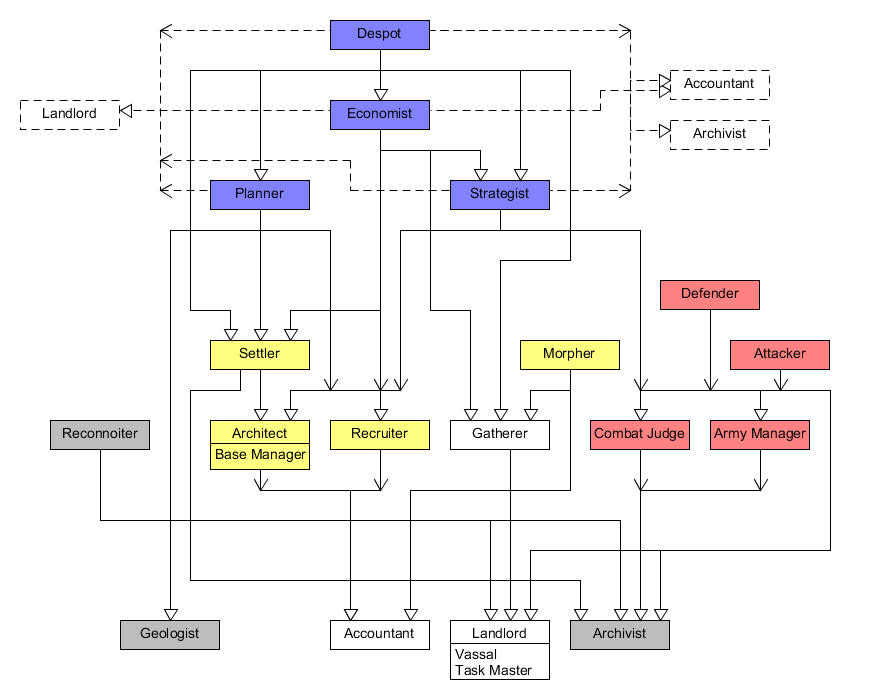 Despot
Accountant
Landlord
Economist
Archivist
Planner
Strategist
Defender
Settler
Morpher
Attacker
Reconnoiter
Architect
Base Manager
Recruiter
Gatherer
Combat Judge
Army Manager
Geologist
Accountant
Landlord
Vassal
Task Master
Archivist